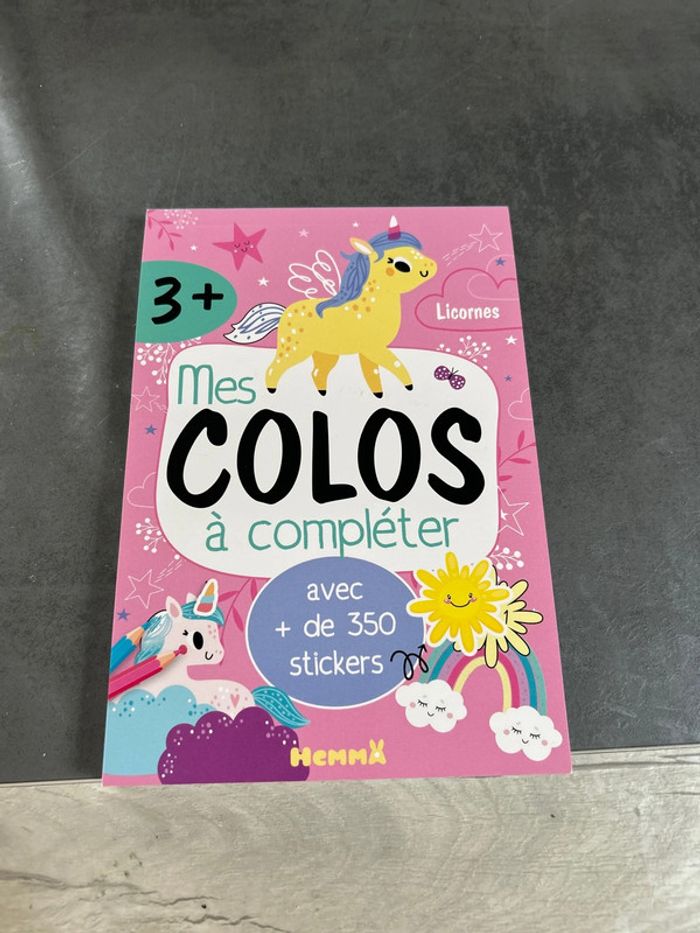 3+
Licornes
Mes
COLOS
à compléter
avec
+ de 350
stickers
HEMMA